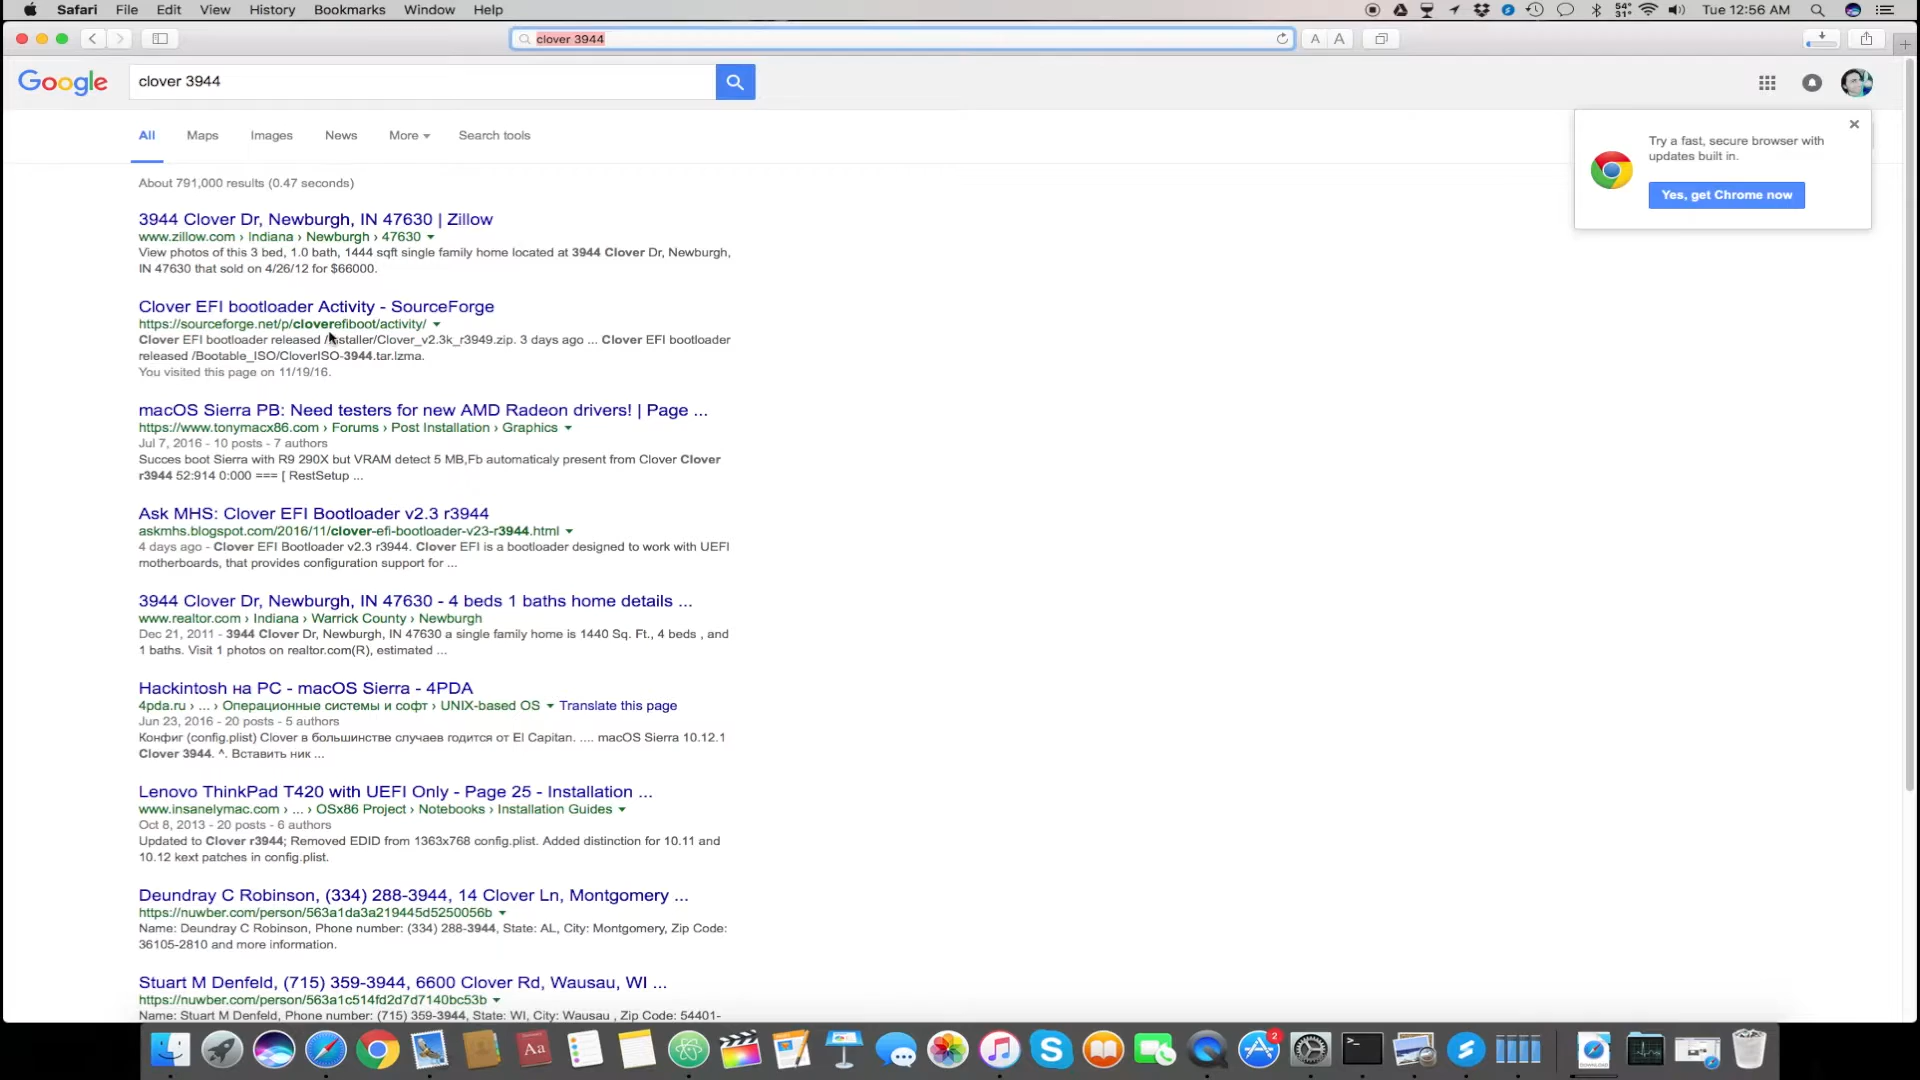 Safari File Edit View History Bookmarks Window Help 54° 31° Tue 12:56 AM
clover 3944 A A
Google clover 3944
All Maps Images News More Search tools
Try a fast, secure browser with
updates built in.
Yes, get Chrome now
About 791,000 results (0.47 seconds)
3944 Clover Dr, Newburgh, IN 47630 | Zillow
www.zillow.com › Indiana › Newburgh › 47630
View photos of this 3 bed, 1.0 bath, 1444 sqft single family home located at 3944 Clover Dr, Newburgh,
IN 47630 that sold on 4/26/12 for $66000.
Clover EFI bootloader Activity - SourceForge
https://sourceforge.net/p/cloverefiboot/activity/
Clover EFI bootloader released /Installer/Clover_v2.3k_r3949.zip. 3 days ago ... Clover EFI bootloader
released /Bootable_ISO/CloverISO-3944.tar.lzma.
You visited this page on 11/19/16.
macOS Sierra PB: Need testers for new AMD Radeon drivers! | Page ...
https://www.tonymacx86.com › Forums › Post Installation › Graphics
Jul 7, 2016 - 10 posts - 7 authors
Succes boot Sierra with R9 290X but VRAM detect 5 MB,Fb automaticaly present from Clover Clover
r3944 52:914 0:000 === [ RestSetup ...
Ask MHS: Clover EFI Bootloader v2.3 r3944
askmhs.blogspot.com/2016/11/clover-efi-bootloader-v23-r3944.html
4 days ago - Clover EFI Bootloader v2.3 r3944. Clover EFI is a bootloader designed to work with UEFI
motherboards, that provides configuration support for ...
3944 Clover Dr, Newburgh, IN 47630 - 4 beds 1 baths home details ...
www.realtor.com › Indiana › Warrick County › Newburgh
Dec 21, 2011 - 3944 Clover Dr, Newburgh, IN 47630 a single family home is 1440 Sq. Ft., 4 beds , and
1 baths. Visit 1 photos on realtor.com(R), estimated ...
Hackintosh на PC - macOS Sierra - 4PDA
4pda.ru › ... › Операционные системы и софт › UNIX-based OS Translate this page
Jun 23, 2016 - 20 posts - 5 authors
Конфиг (config.plist) Clover в большинстве случаев годится от El Capitan. .... macOS Sierra 10.12.1
Clover 3944. ^. Вставить ник ...
Lenovo ThinkPad T420 with UEFI Only - Page 25 - Installation ...
www.insanelymac.com › ... › OSx86 Project › Notebooks › Installation Guides
Oct 8, 2013 - 20 posts - 6 authors
Updated to Clover r3944; Removed EDID from 1363x768 config.plist. Added distinction for 10.11 and
10.12 kext patches in config.plist.
Deundray C Robinson, (334) 288-3944, 14 Clover Ln, Montgomery ...
https://nuwber.com/person/563a1da3a219445d5250056b
Name: Deundray C Robinson, Phone number: (334) 288-3944, State: AL, City: Montgomery, Zip Code:
36105-2810 and more information.
Stuart M Denfeld, (715) 359-3944, 6600 Clover Rd, Wausau, WI ...
https://nuwber.com/person/563a1c514fd2d7d7140bc53b
Name: Stuart M Denfeld, Phone number: (715) 359-3944, State: WI, City: Wausau , Zip Code: 54401-
Aa
2